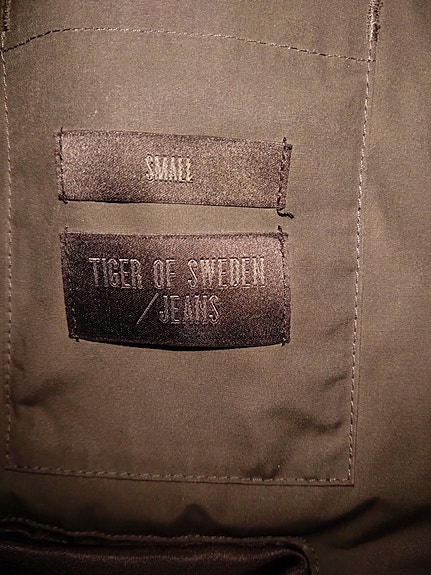 SMALL
TIGER OF SWEDEN
/JEANS